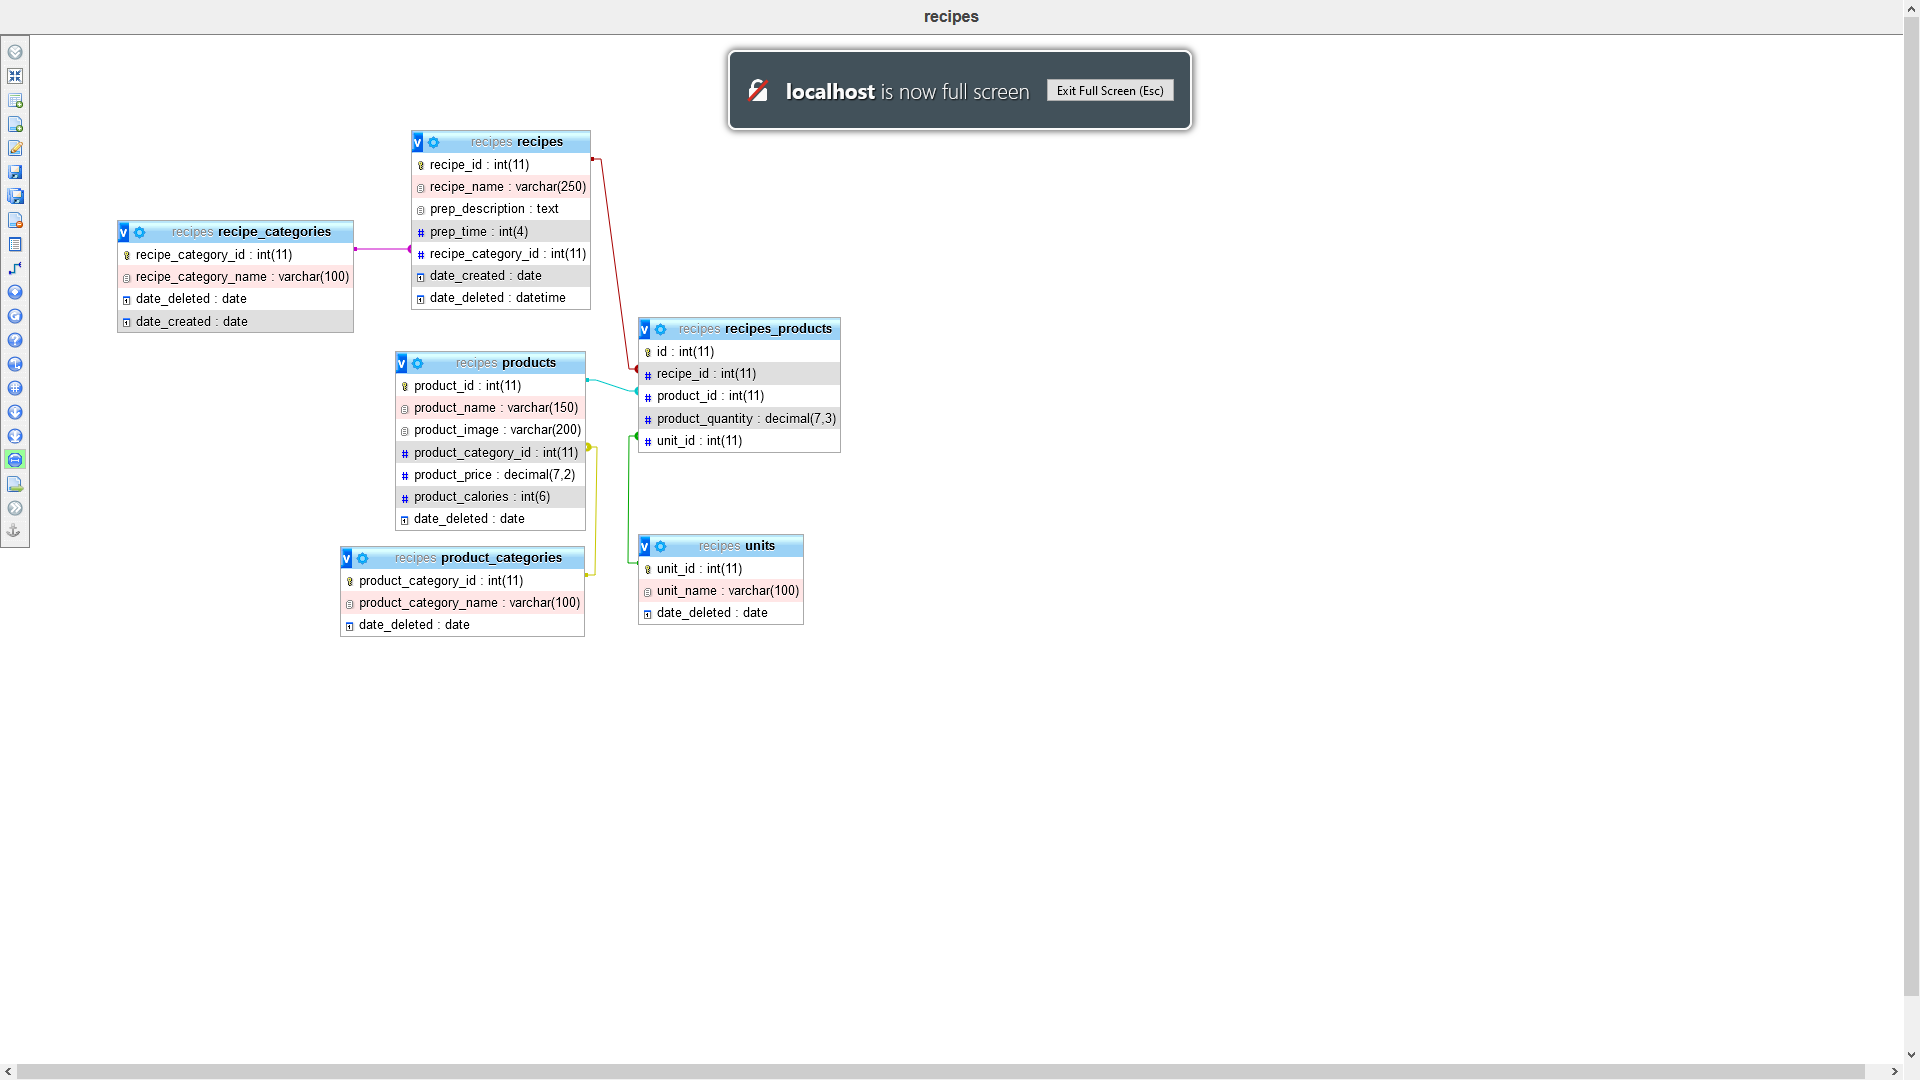 recipes
localhost is now full screen
Exit Full Screen (Esc)
v recipes recipes
recipe_id : int(11)
recipe_name : varchar(250)
prep_description : text
# prep_time : int(4)
# recipe_category_id : int(11)
date_created : date
date_deleted : datetime
v recipes recipe_categories
recipe_category_id : int(11)
recipe_category_name : varchar(100)
date_deleted : date
date_created : date
v recipes recipes_products
id : int(11)
# recipe_id : int(11)
# product_id : int(11)
# product_quantity : decimal(7,3)
# unit_id : int(11)
v recipes products
product_id : int(11)
product_name : varchar(150)
product_image : varchar(200)
# product_category_id : int(11)
# product_price : decimal(7,2)
# product_calories : int(6)
date_deleted : date
v recipes product_categories
product_category_id : int(11)
product_category_name : varchar(100)
date_deleted : date
v recipes units
unit_id : int(11)
unit_name : varchar(100)
date_deleted : date